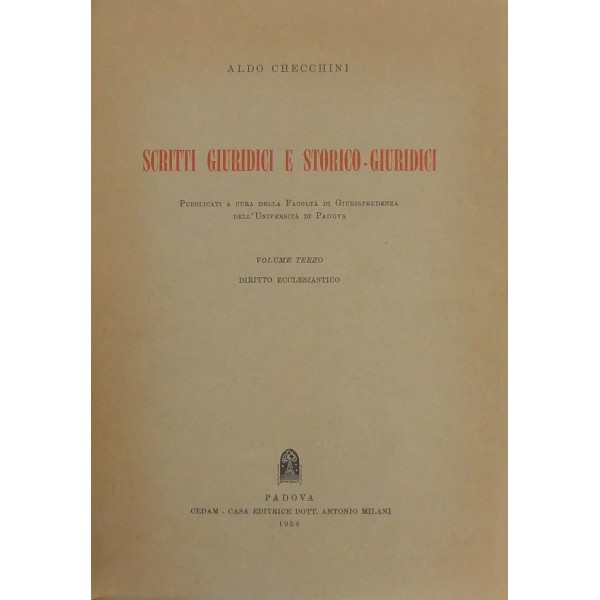 ALDO CHECCHINI
SCRITTI GIURIDICI E STORICO-GIURIDICI
PUBBLICATI A CURA DELLA FACOLTÀ DI GIURISPRUDENZA
DELL'UNIVERSITÀ DI PADOVA
VOLUME TERZO
DIRITTO ECCLESIASTICO
PADOVA
CEDAM - CASA EDITRICE DOTT. ANTONIO MILANI
1958